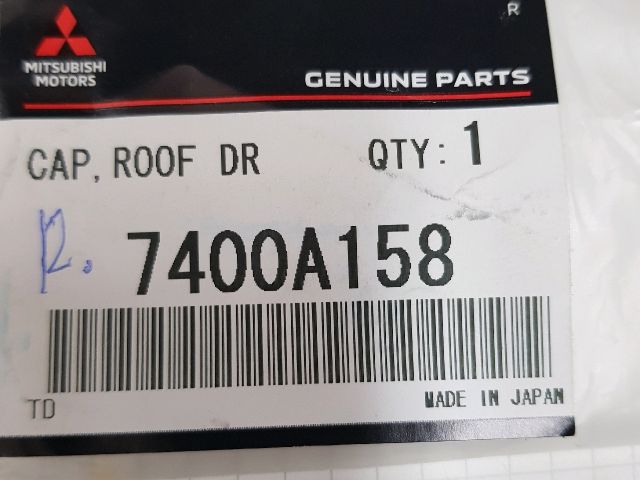 R
MITSUBISHI
MOTORS
GENUINE PARTS
CAP, ROOF DR QTY: 1
R. 7400A158
TD MADE IN JAPAN